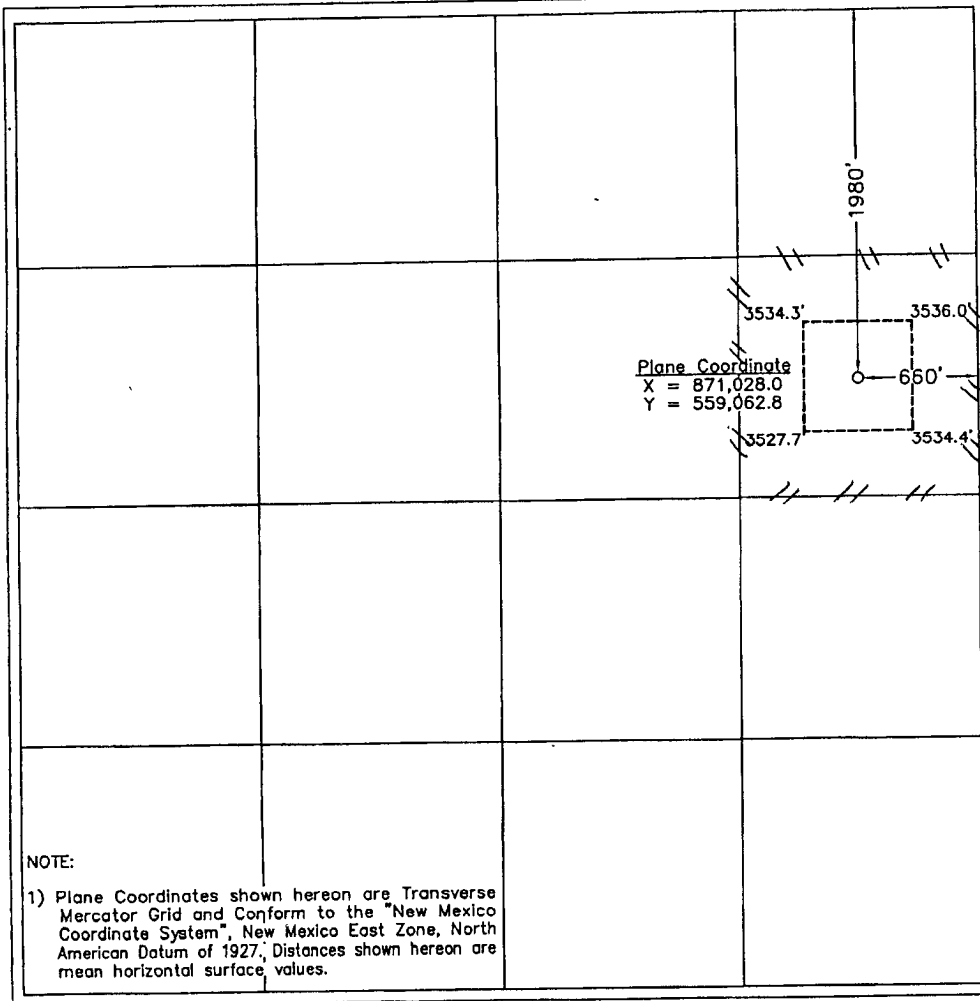 1980'
3534.3'
3536.0'
Plane Coordinate
X = 871,028.0
Y = 559,062.8
660'
3527.7'
3534.4'
NOTE:
1) Plane Coordinates shown hereon are Transverse
Mercator Grid and Conform to the "New Mexico
Coordinate System", New Mexico East Zone, North
American Datum of 1927. Distances shown hereon are
mean horizontal surface values.